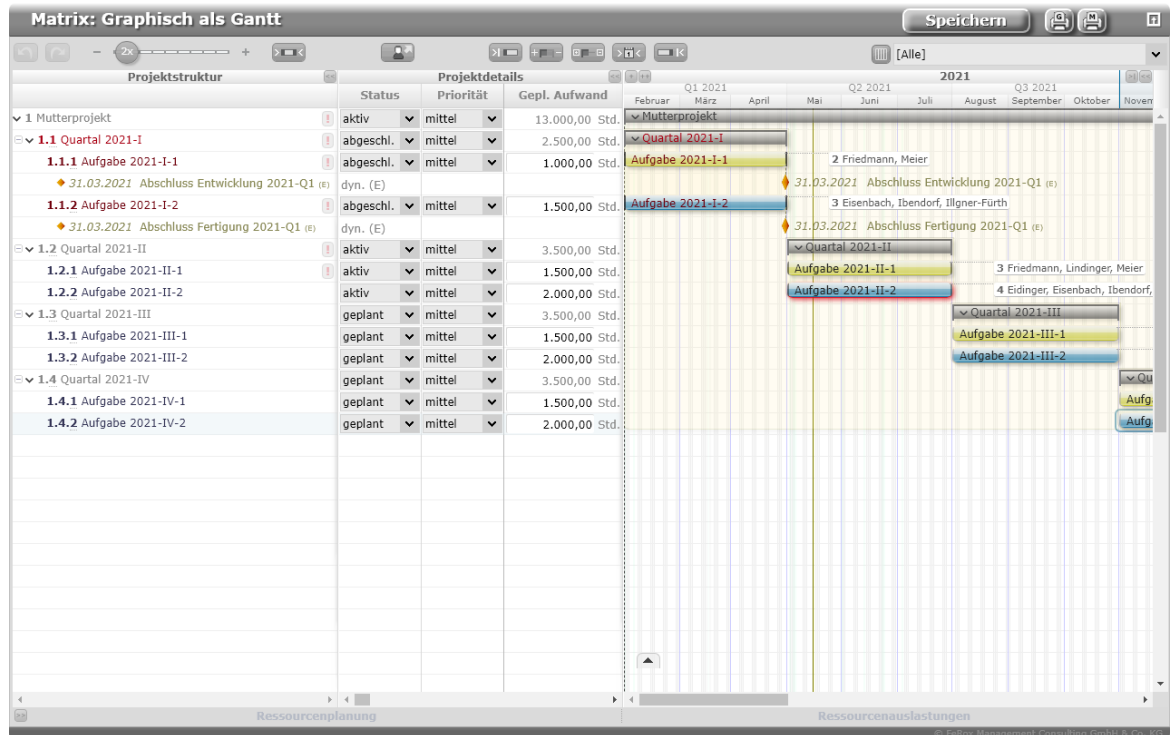 Matrix: Graphisch als Gantt Speichern G M
2x [Alle]
Projektstruktur Projektdetails 2021
Q1 2021 Q2 2021 Q3 2021
Status Priorität Gepl. Aufwand Februar März April Mai Juni Juli August September Oktober Novem
1 Mutterprojekt ! aktiv mittel 13.000,00 Std. Mutterprojekt
1.1 Quartal 2021-I ! abgeschl. mittel 2.500,00 Std. Quartal 2021-I
1.1.1 Aufgabe 2021-I-1 ! abgeschl. mittel 1.000,00 Std. Aufgabe 2021-I-1 2 Friedmann, Meier
31.03.2021 Abschluss Entwicklung 2021-Q1 (E) dyn. (E) 31.03.2021 Abschluss Entwicklung 2021-Q1 (E)
1.1.2 Aufgabe 2021-I-2 ! abgeschl. mittel 1.500,00 Std. Aufgabe 2021-I-2 3 Eisenbach, Ibendorf, Illgner-Fürth
31.03.2021 Abschluss Fertigung 2021-Q1 (E) dyn. (E) 31.03.2021 Abschluss Fertigung 2021-Q1 (E)
1.2 Quartal 2021-II ! aktiv mittel 3.500,00 Std. Quartal 2021-II
1.2.1 Aufgabe 2021-II-1 ! aktiv mittel 1.500,00 Std. Aufgabe 2021-II-1 3 Friedmann, Lindinger, Meier
1.2.2 Aufgabe 2021-II-2 aktiv mittel 2.000,00 Std. Aufgabe 2021-II-2 4 Eidinger, Eisenbach, Ibendorf,
1.3 Quartal 2021-III geplant mittel 3.500,00 Std. Quartal 2021-III
1.3.1 Aufgabe 2021-III-1 geplant mittel 1.500,00 Std. Aufgabe 2021-III-1
1.3.2 Aufgabe 2021-III-2 geplant mittel 2.000,00 Std. Aufgabe 2021-III-2
1.4 Quartal 2021-IV geplant mittel 3.500,00 Std. Qu
1.4.1 Aufgabe 2021-IV-1 geplant mittel 1.500,00 Std. Aufg
1.4.2 Aufgabe 2021-IV-2 geplant mittel 2.000,00 Std. Aufg
Ressourcenplanung Ressourcenauslastungen
© FeRox Management Consulting GmbH & Co. KG